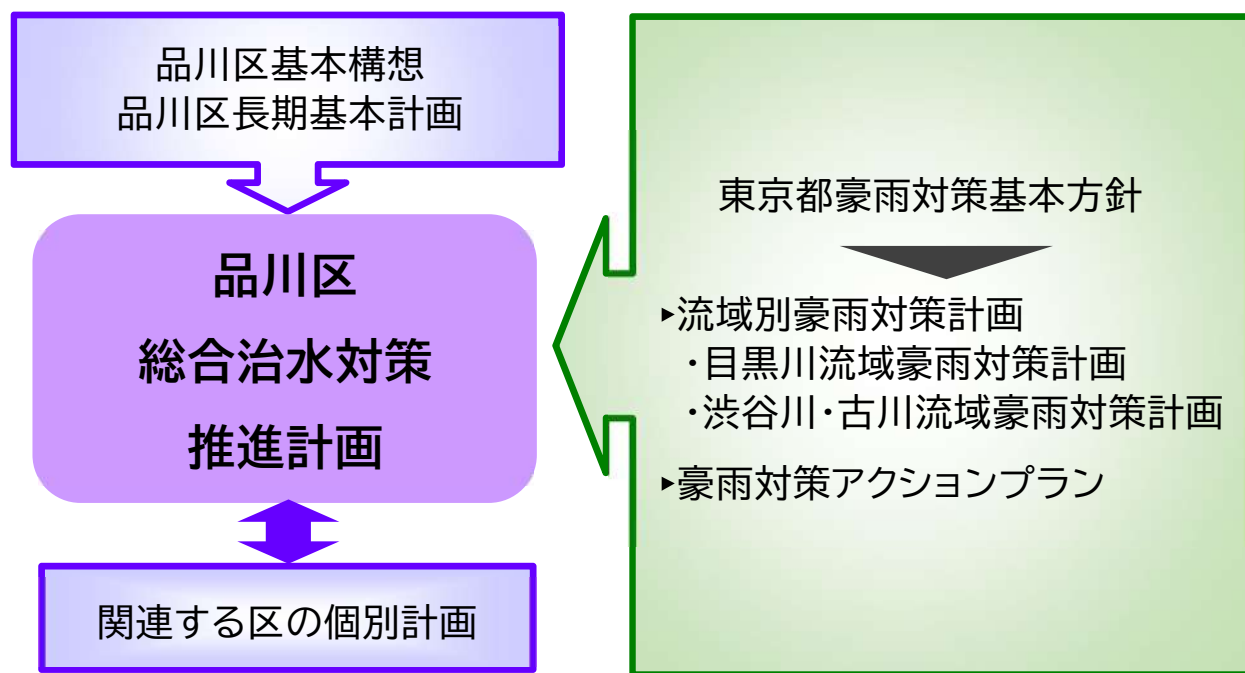 品川区基本構想
品川区長期基本計画
品川区
総合治水対策
推進計画
関連する区の個別計画
東京都豪雨対策基本方針
▸流域別豪雨対策計画
・目黒川流域豪雨対策計画
・渋谷川・古川流域豪雨対策計画
▸豪雨対策アクションプラン